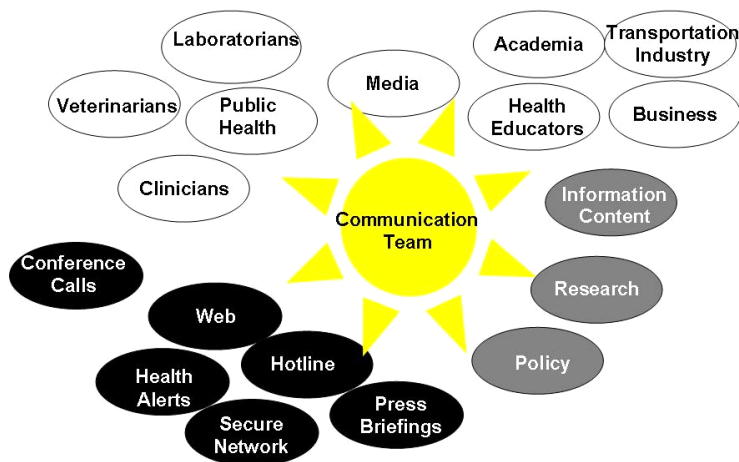 Laboratorians
Academia
Transportation
Industry
Media
Veterinarians
Public
Health
Health
Educators
Business
Clinicians
Information
Content
Communication
Team
Conference
Calls
Research
Web
Hotline
Policy
Health
Alerts
Press
Briefings
Secure
Network